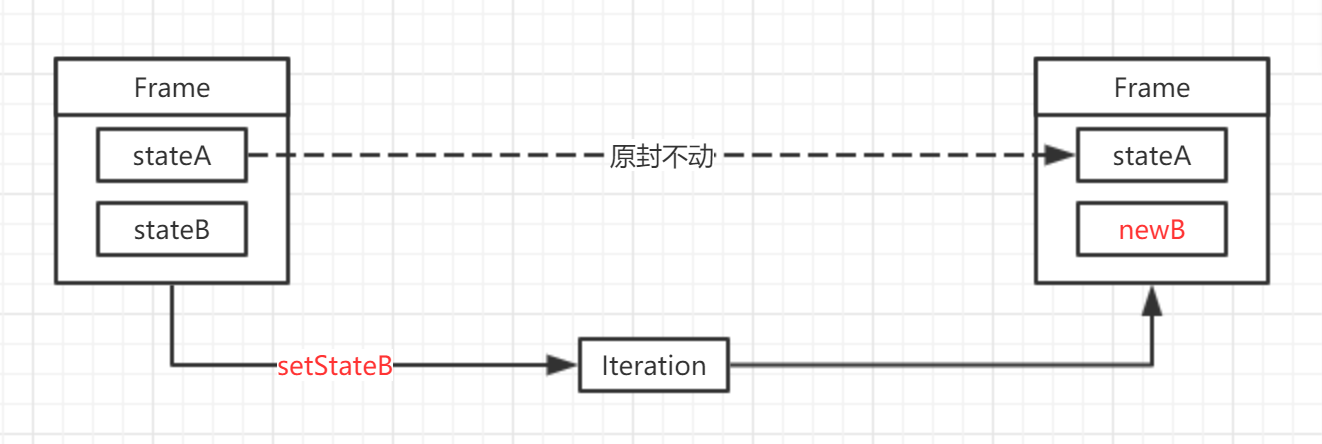 Frame
stateA
stateB
原封不动
Frame
stateA
newB
setStateB
Iteration